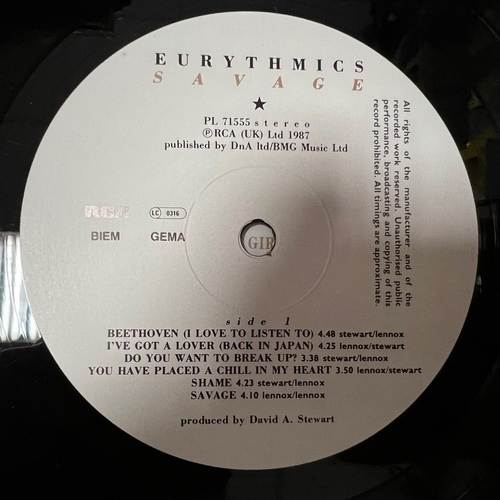 EURYTHMICS
SAVAGE
★
PL 71555 stereo
℗RCA (UK) Ltd 1987
published by DnA ltd/BMG Music Ltd
All rights of the manufacturer and of the
recorded work reserved. Unauthorised public
performance, broadcasting and copying of this
record prohibited. All timings are approximate.
RCA
LC 0316
BIEM GEMA
GIR
side 1
BEETHOVEN (I LOVE TO LISTEN TO) 4.48 stewart/lennox
I'VE GOT A LOVER (BACK IN JAPAN) 4.25 lennox/stewart
DO YOU WANT TO BREAK UP? 3.38 stewart/lennox
YOU HAVE PLACED A CHILL IN MY HEART 3.50 lennox/stewart
SHAME 4.23 stewart/lennox
SAVAGE 4.10 lennox/lennox
produced by David A. Stewart